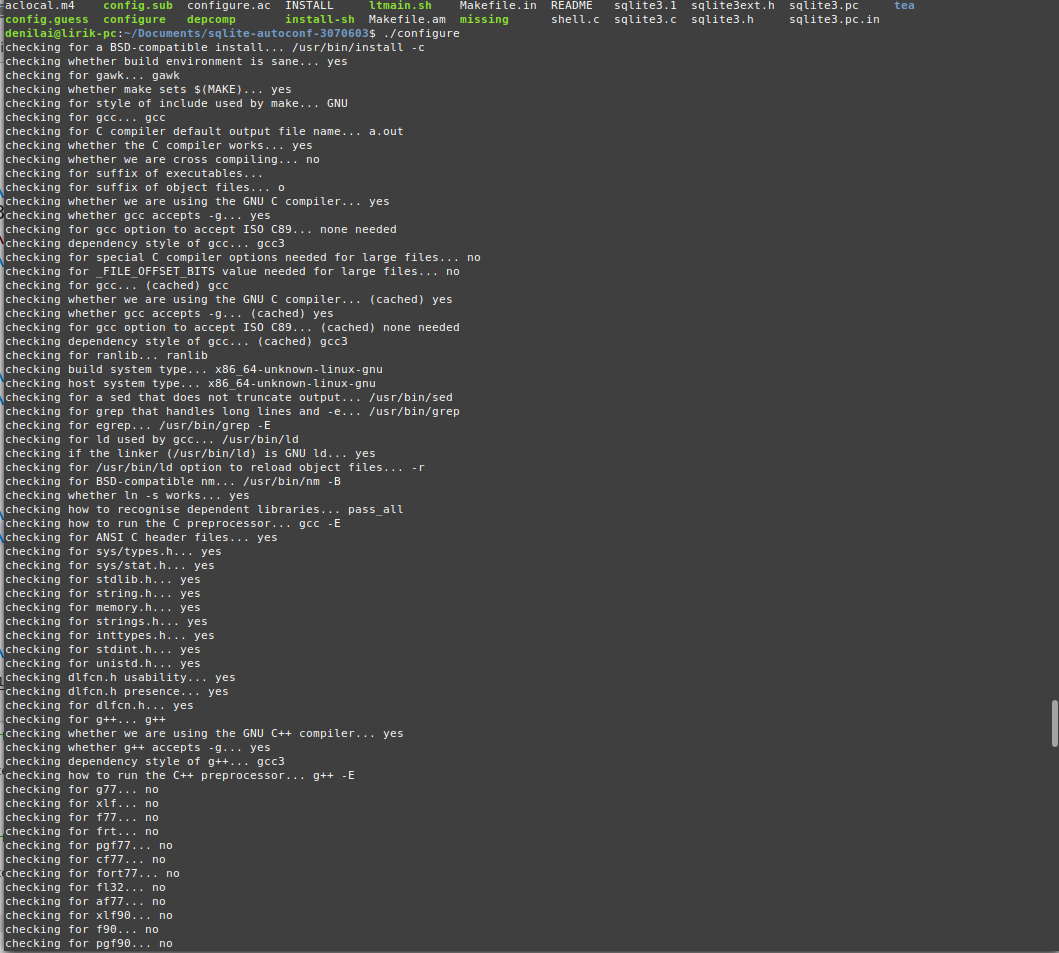 aclocal.m4 config.sub configure.ac INSTALL ltmain.sh Makefile.in README sqlite3.1 sqlite3ext.h sqlite3.pc tea
config.guess configure depcomp install-sh Makefile.am missing shell.c sqlite3.c sqlite3.h sqlite3.pc.in
denilai@lirik-pc:~/Documents/sqlite-autoconf-3070603$ ./configure
checking for a BSD-compatible install... /usr/bin/install -c
checking whether build environment is sane... yes
checking for gawk... gawk
checking whether make sets $(MAKE)... yes
checking for style of include used by make... GNU
checking for gcc... gcc
checking for C compiler default output file name... a.out
checking whether the C compiler works... yes
checking whether we are cross compiling... no
checking for suffix of executables...
checking for suffix of object files... o
checking whether we are using the GNU C compiler... yes
checking whether gcc accepts -g... yes
checking for gcc option to accept ISO C89... none needed
checking dependency style of gcc... gcc3
checking for special C compiler options needed for large files... no
checking for _FILE_OFFSET_BITS value needed for large files... no
checking for gcc... (cached) gcc
checking whether we are using the GNU C compiler... (cached) yes
checking whether gcc accepts -g... (cached) yes
checking for gcc option to accept ISO C89... (cached) none needed
checking dependency style of gcc... (cached) gcc3
checking for ranlib... ranlib
checking build system type... x86_64-unknown-linux-gnu
checking host system type... x86_64-unknown-linux-gnu
checking for a sed that does not truncate output... /usr/bin/sed
checking for grep that handles long lines and -e... /usr/bin/grep
checking for egrep... /usr/bin/grep -E
checking for ld used by gcc... /usr/bin/ld
checking if the linker (/usr/bin/ld) is GNU ld... yes
checking for /usr/bin/ld option to reload object files... -r
checking for BSD-compatible nm... /usr/bin/nm -B
checking whether ln -s works... yes
checking how to recognise dependent libraries... pass_all
checking how to run the C preprocessor... gcc -E
checking for ANSI C header files... yes
checking for sys/types.h... yes
checking for sys/stat.h... yes
checking for stdlib.h... yes
checking for string.h... yes
checking for memory.h... yes
checking for strings.h... yes
checking for inttypes.h... yes
checking for stdint.h... yes
checking for unistd.h... yes
checking dlfcn.h usability... yes
checking dlfcn.h presence... yes
checking for dlfcn.h... yes
checking for g++... g++
checking whether we are using the GNU C++ compiler... yes
checking whether g++ accepts -g... yes
checking dependency style of g++... gcc3
checking how to run the C++ preprocessor... g++ -E
checking for g77... no
checking for xlf... no
checking for f77... no
checking for frt... no
checking for pgf77... no
checking for cf77... no
checking for fort77... no
checking for fl32... no
checking for af77... no
checking for xlf90... no
checking for f90... no
checking for pgf90... no